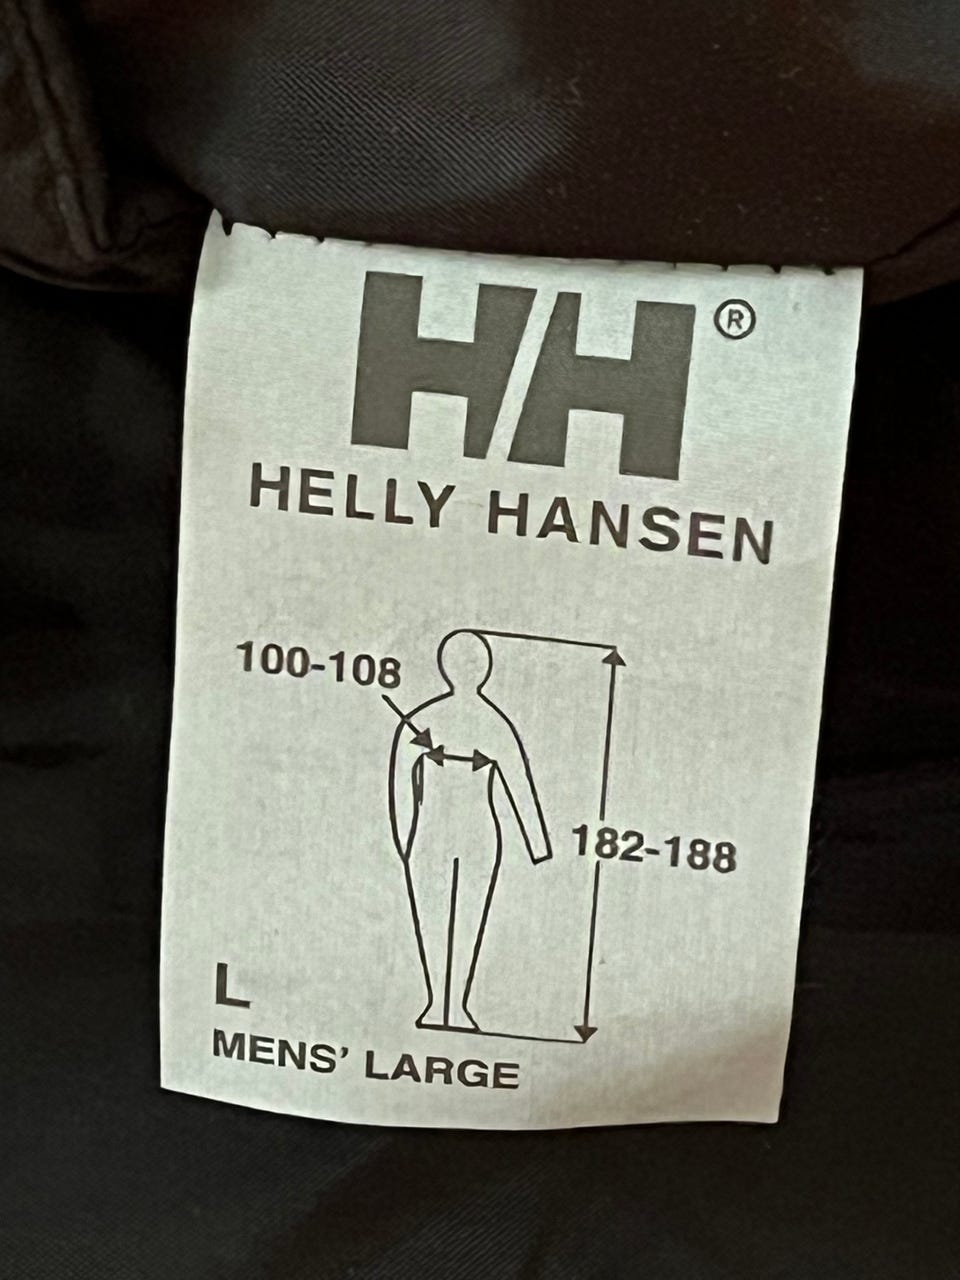 HH®
HELLY HANSEN
100-108
182-188
L
MENS’ LARGE